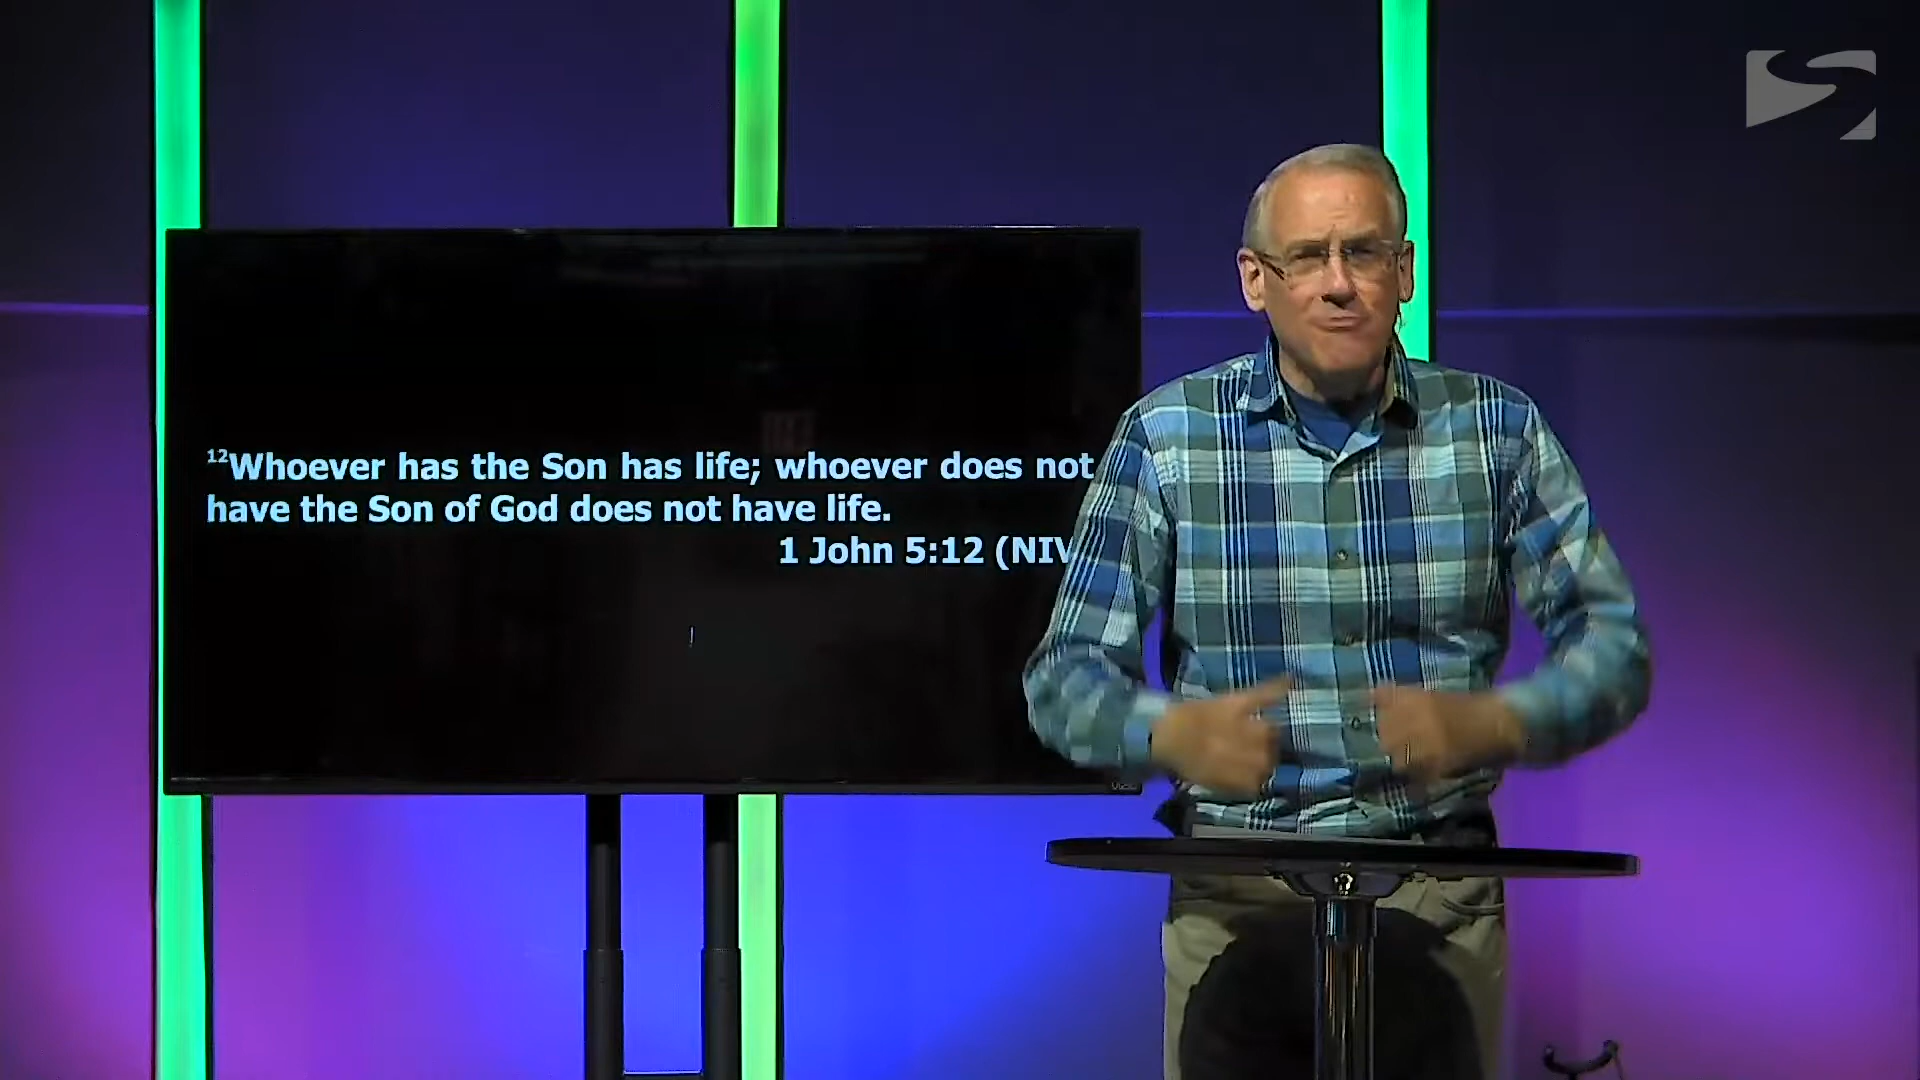 ¹²Whoever has the Son has life; whoever does not
have the Son of God does not have life.
1 John 5:12 (NIV